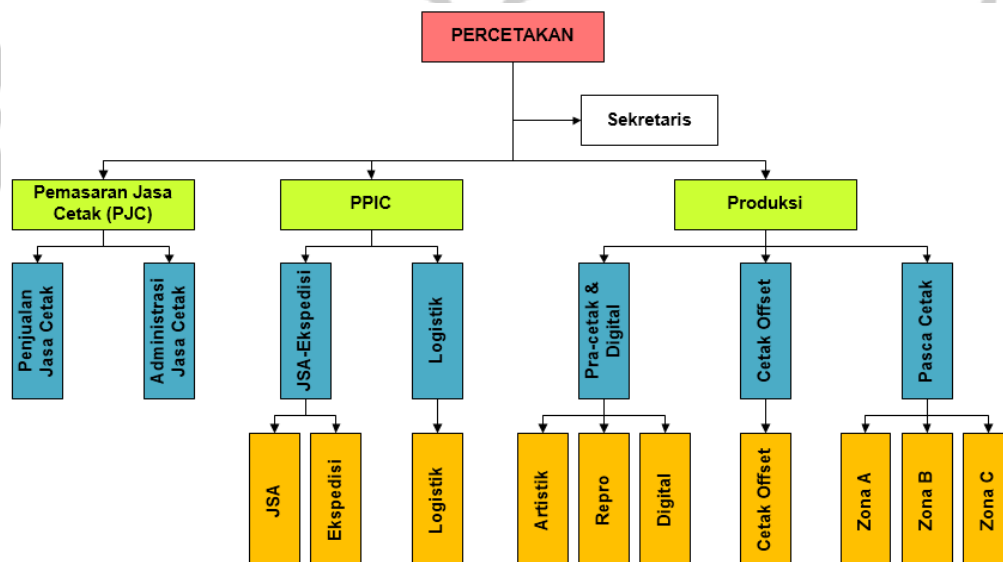 PERCETAKAN
Sekretaris
Pemasaran Jasa
Cetak (PJC)
PPIC
Produksi
Penjualan
Jasa Cetak
Administrasi
Jasa Cetak
JSA-Ekspedisi
Logistik
Pra-cetak &
Digital
Cetak Offset
Pasca Cetak
JSA
Ekspedisi
Logistik
Artistik
Repro
Digital
Cetak Offset
Zona A
Zona B
Zona C